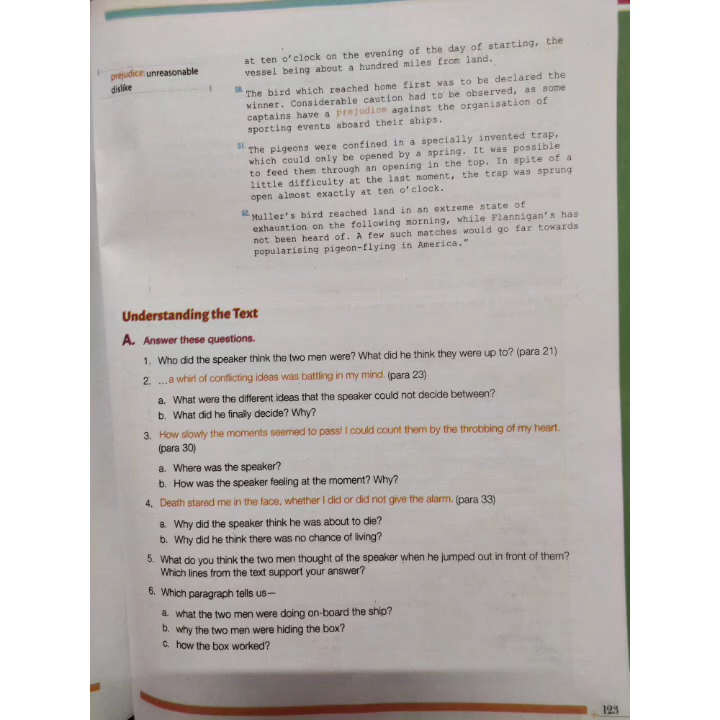 prejudice: unreasonable
dislike
at ten o'clock on the evening of the day of starting, the
vessel being about a hundred miles from land.
50. The bird which reached home first was to be declared the
winner. Considerable caution had to be observed, as some
captains have a prejudice against the organisation of
sporting events aboard their ships.
51. The pigeons were confined in a specially invented trap,
which could only be opened by a spring. It was possible
to feed them through an opening in the top. In spite of a
little difficulty at the last moment, the trap was sprung
open almost exactly at ten o'clock.
52. Muller's bird reached land in an extreme state of
exhaustion on the following morning, while Flannigan's has
not been heard of. A few such matches would go far towards
popularising pigeon-flying in America."
Understanding the Text
A. Answer these questions.
1. Who did the speaker think the two men were? What did he think they were up to? (para 21)
2. ...a whirl of conflicting ideas was battling in my mind. (para 23)
a. What were the different ideas that the speaker could not decide between?
b. What did he finally decide? Why?
3. How slowly the moments seemed to pass! I could count them by the throbbing of my heart.
(para 30)
a. Where was the speaker?
b. How was the speaker feeling at the moment? Why?
4. Death stared me in the face, whether I did or did not give the alarm. (para 33)
a. Why did the speaker think he was about to die?
b. Why did he think there was no chance of living?
5. What do you think the two men thought of the speaker when he jumped out in front of them?
Which lines from the text support your answer?
6. Which paragraph tells us—
a. what the two men were doing on-board the ship?
b. why the two men were hiding the box?
c. how the box worked?
123